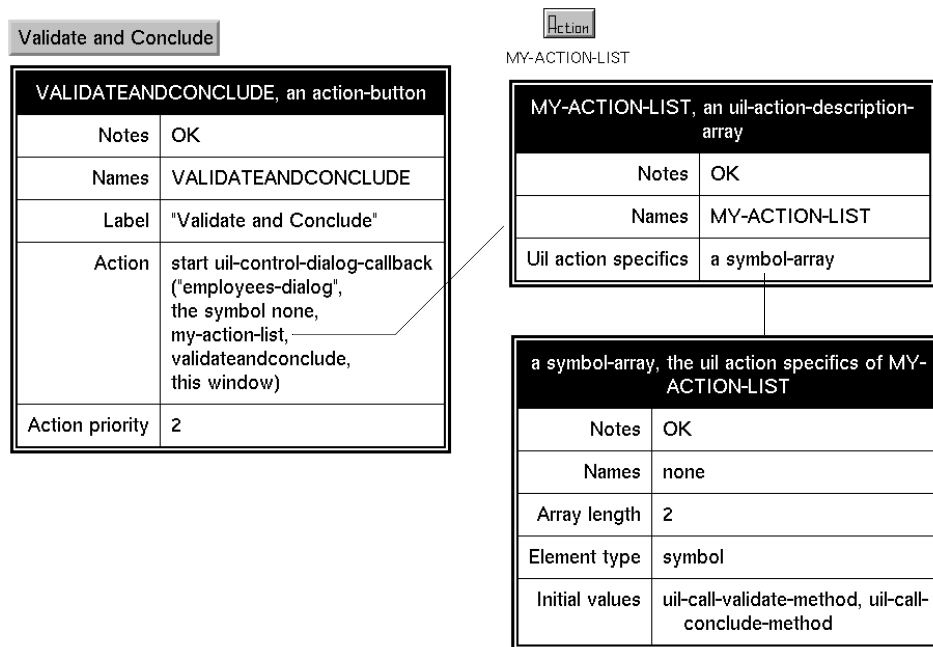 Validate and Conclude
VALIDATEANDCONCLUDE, an action-button
Notes OK
Names VALIDATEANDCONCLUDE
Label "Validate and Conclude"
Action start uil-control-dialog-callback
("employees-dialog",
the symbol none,
my-action-list,
validateandconclude,
this window)
Action priority 2
Action
MY-ACTION-LIST
MY-ACTION-LIST, an uil-action-description-
array
Notes OK
Names MY-ACTION-LIST
Uil action specifics a symbol-array
a symbol-array, the uil action specifics of MY-
ACTION-LIST
Notes OK
Names none
Array length 2
Element type symbol
Initial values uil-call-validate-method, uil-call-
conclude-method